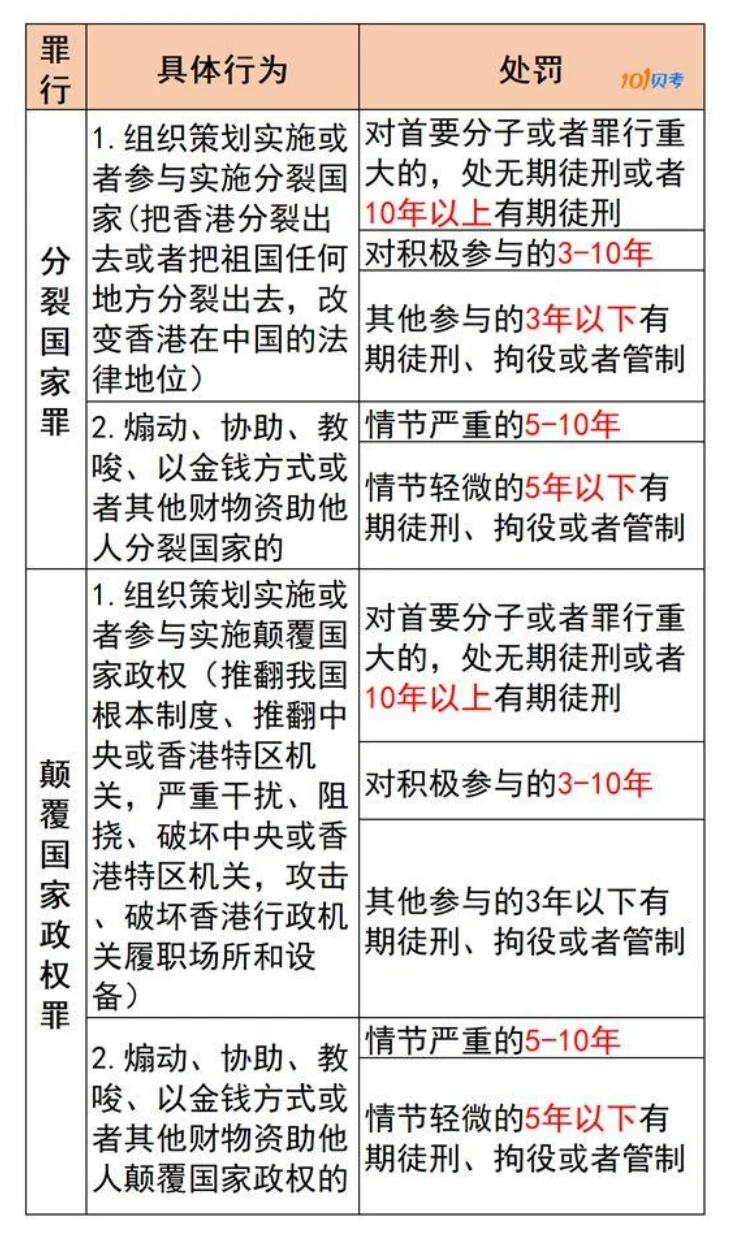 罪
行
具体行为
处罚
101贝考
分
裂
国
家
罪
1.组织策划实施或
者参与实施分裂国
家(把香港分裂出
去或者把祖国任何
地方分裂出去，改
变香港在中国的法
律地位）
对首要分子或者罪行重
大的，处无期徒刑或者
10年以上有期徒刑
对积极参与的3-10年
其他参与的3年以下有
期徒刑、拘役或者管制
2.煽动、协助、教
唆、以金钱方式或
者其他财物资助他
人分裂国家的
情节严重的5-10年
情节轻微的5年以下有
期徒刑、拘役或者管制
颠
覆
国
家
政
权
罪
1.组织策划实施或
者参与实施颠覆国
家政权（推翻我国
根本制度、推翻中
央或香港特区机
关，严重干扰、阻
挠、破坏中央或香
港特区机关，攻击
、破坏香港行政机
关履职场所和设
备）
对首要分子或者罪行重
大的，处无期徒刑或者
10年以上有期徒刑
对积极参与的3-10年
其他参与的3年以下有
期徒刑、拘役或者管制
2.煽动、协助、教
唆、以金钱方式或
者其他财物资助他
人颠覆国家政权的
情节严重的5-10年
情节轻微的5年以下有
期徒刑、拘役或者管制